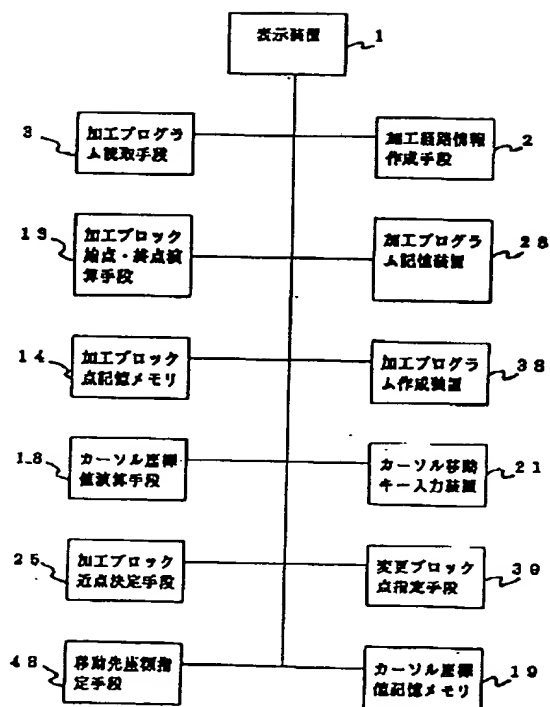 表示装置
1
3
加工プログラ
ム読取手段
加工経路情報
作成手段
2
13
加工ブロック
始点・終点演
算手段
加工プログラ
ム記憶装置
28
14
加工ブロック
点記憶メモリ
加工プログラ
ム作成装置
38
18
カーソル座標
値演算手段
カーソル移動
キー入力装置
21
25
加工ブロック
近点決定手段
変更ブロック
点指定手段
39
48
移動先座標指
定手段
カーソル座標
値記憶メモリ
19